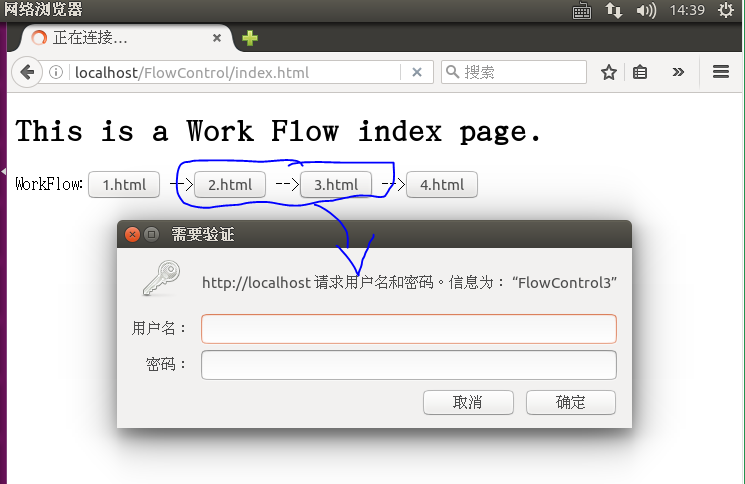 网络浏览器 14:39
正在连接...
localhost/FlowControl/index.html 搜索
This is a Work Flow index page.
WorkFlow: 1.html -->2.html -->3.html -->4.html
需要验证
http://localhost 请求用户名和密码。信息为： “FlowControl3”
用户名：
密码：
取消 确定